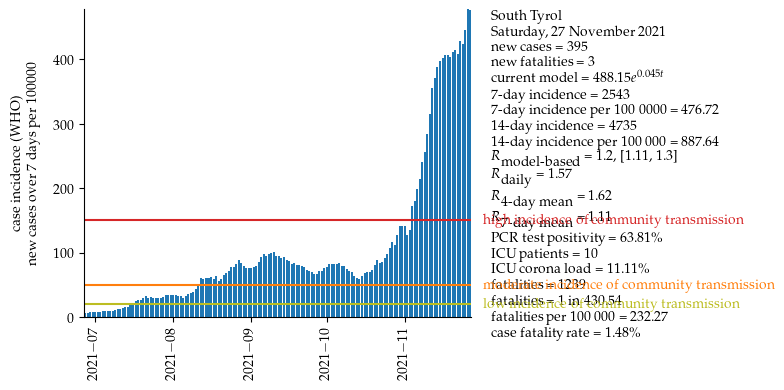 South Tyrol
Saturday, 27 November 2021
new cases = 395
new fatalities = 3
current model = 488.15e^0.045t
7-day incidence = 2543
7-day incidence per 100 0000 = 476.72
14-day incidence = 4735
14-day incidence per 100 000 = 887.64
R model-based = 1.2, [1.11, 1.3]
R daily = 1.57
R 4-day mean = 1.62
R 7-day mean = 1.11
high incidence of community transmission
PCR test positivity = 63.81%
ICU patients = 10
ICU corona load = 11.11%
fatalities = 1239
moderate incidence of community transmission
fatalities = 1 in 430.54
low incidence of community transmission
fatalities per 100 000 = 232.27
case fatality rate = 1.48%
case incidence (WHO)
new cases over 7 days per 100000
400
300
200
100
0
2021−07
2021−08
2021−09
2021−10
2021−11